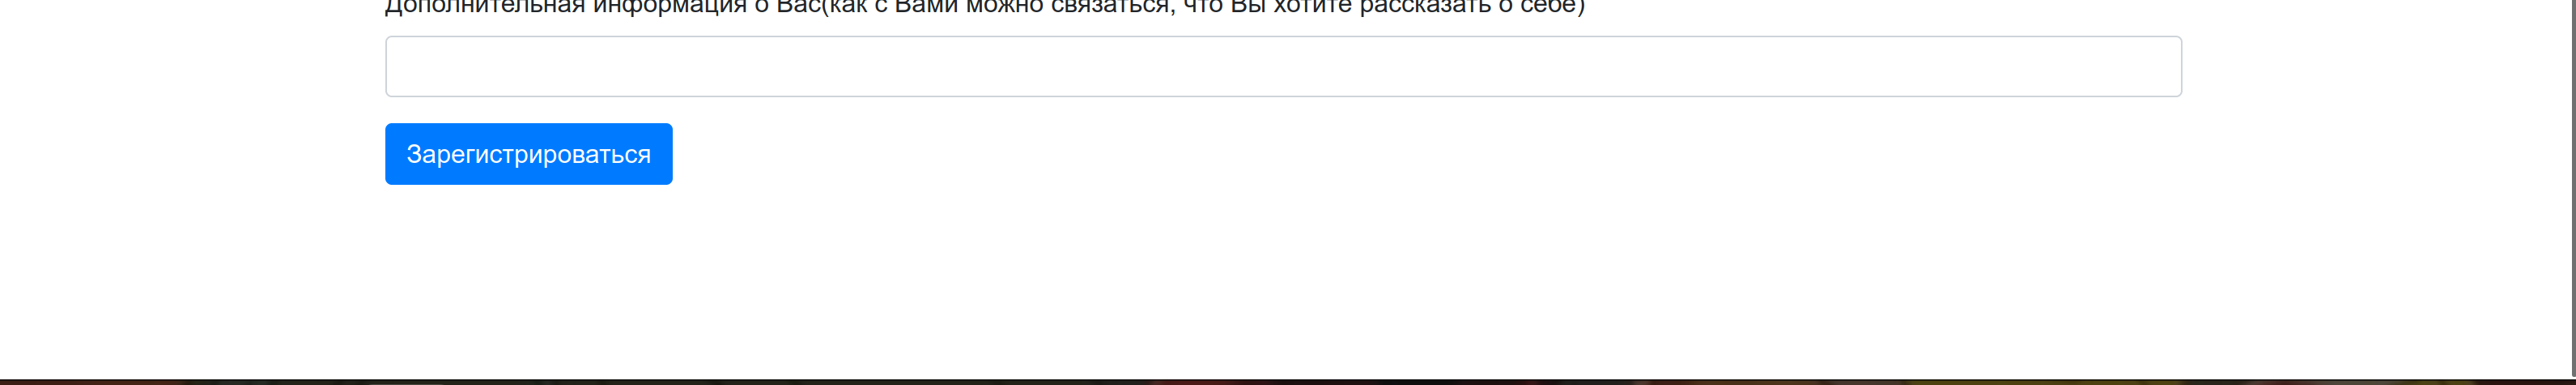 Дополнительная информация о Вас(как с Вами можно связаться, что Вы хотите рассказать о себе)
Зарегистрироваться